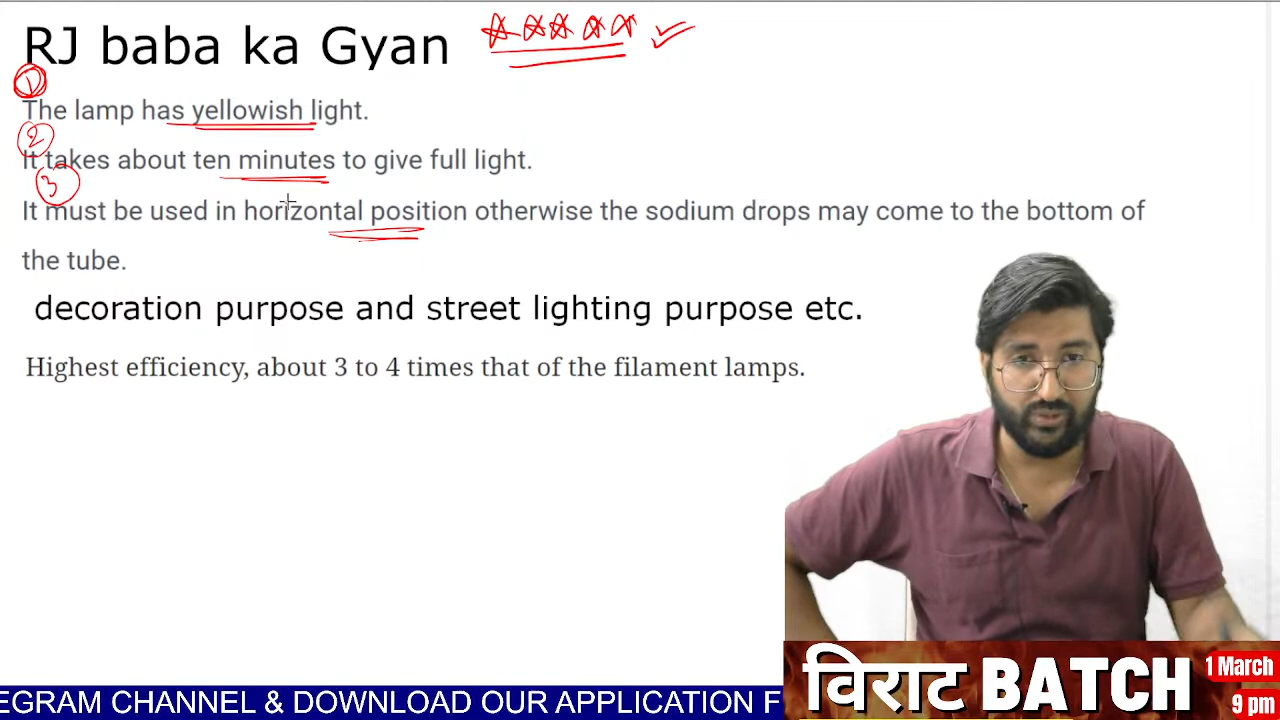 RJ baba ka Gyan
1
The lamp has yellowish light.
2
It takes about ten minutes to give full light.
3
It must be used in horizontal position otherwise the sodium drops may come to the bottom of
the tube.
decoration purpose and street lighting purpose etc.
Highest efficiency, about 3 to 4 times that of the filament lamps.
विराट BATCH
1 March
9 pm
EGRAM CHANNEL & DOWNLOAD OUR APPLICATION F